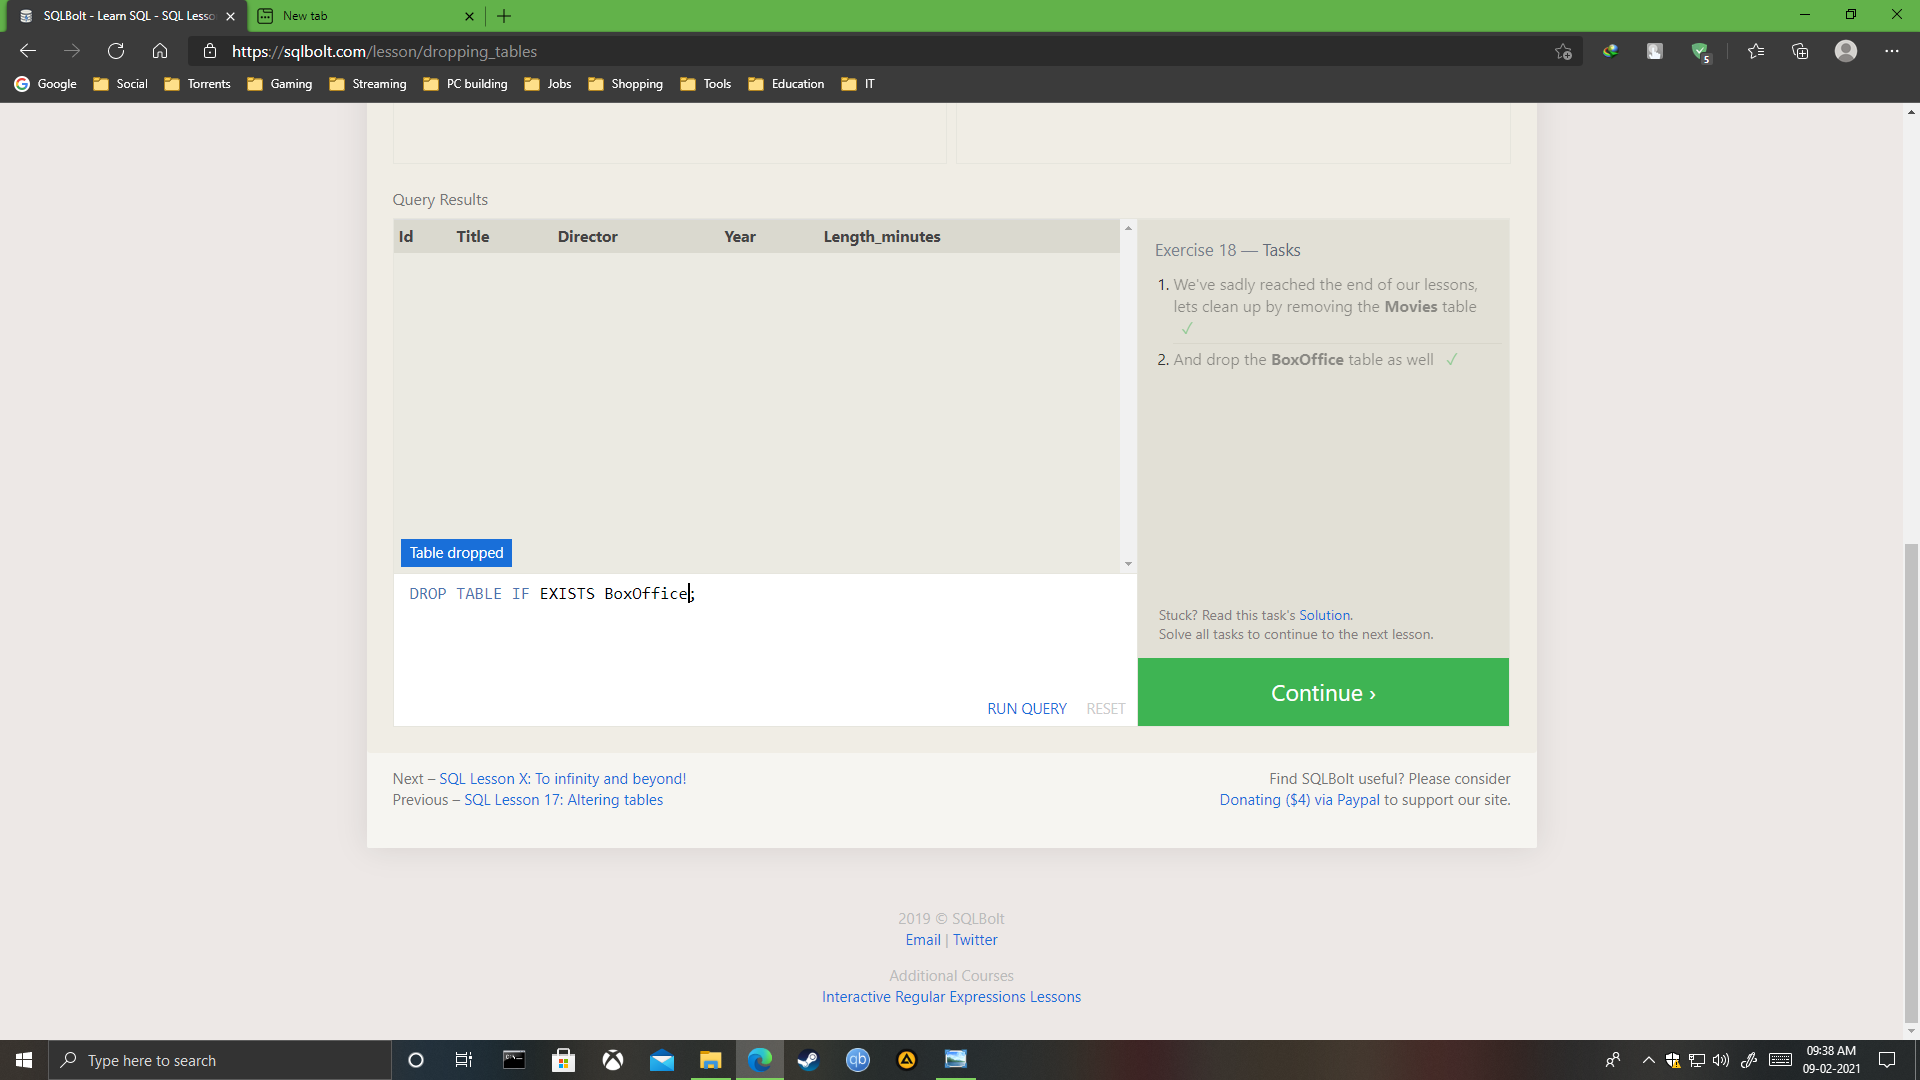 SQLBolt - Learn SQL - SQL Lesso
New tab
https://sqlbolt.com/lesson/dropping_tables
5
Google Social Torrents Gaming Streaming PC building Jobs Shopping Tools Education IT
Query Results
Id Title Director Year Length_minutes
Table dropped
DROP TABLE IF EXISTS BoxOffice;
RUN QUERY RESET
Exercise 18 — Tasks
1. We've sadly reached the end of our lessons,
lets clean up by removing the Movies table
✓
2. And drop the BoxOffice table as well ✓
Stuck? Read this task's Solution.
Solve all tasks to continue to the next lesson.
Continue ›
Next – SQL Lesson X: To infinity and beyond!
Previous – SQL Lesson 17: Altering tables
Find SQLBolt useful? Please consider
Donating ($4) via Paypal to support our site.
2019 © SQLBolt
Email | Twitter
Additional Courses
Interactive Regular Expressions Lessons
Type here to search
qb
09:38 AM
09-02-2021